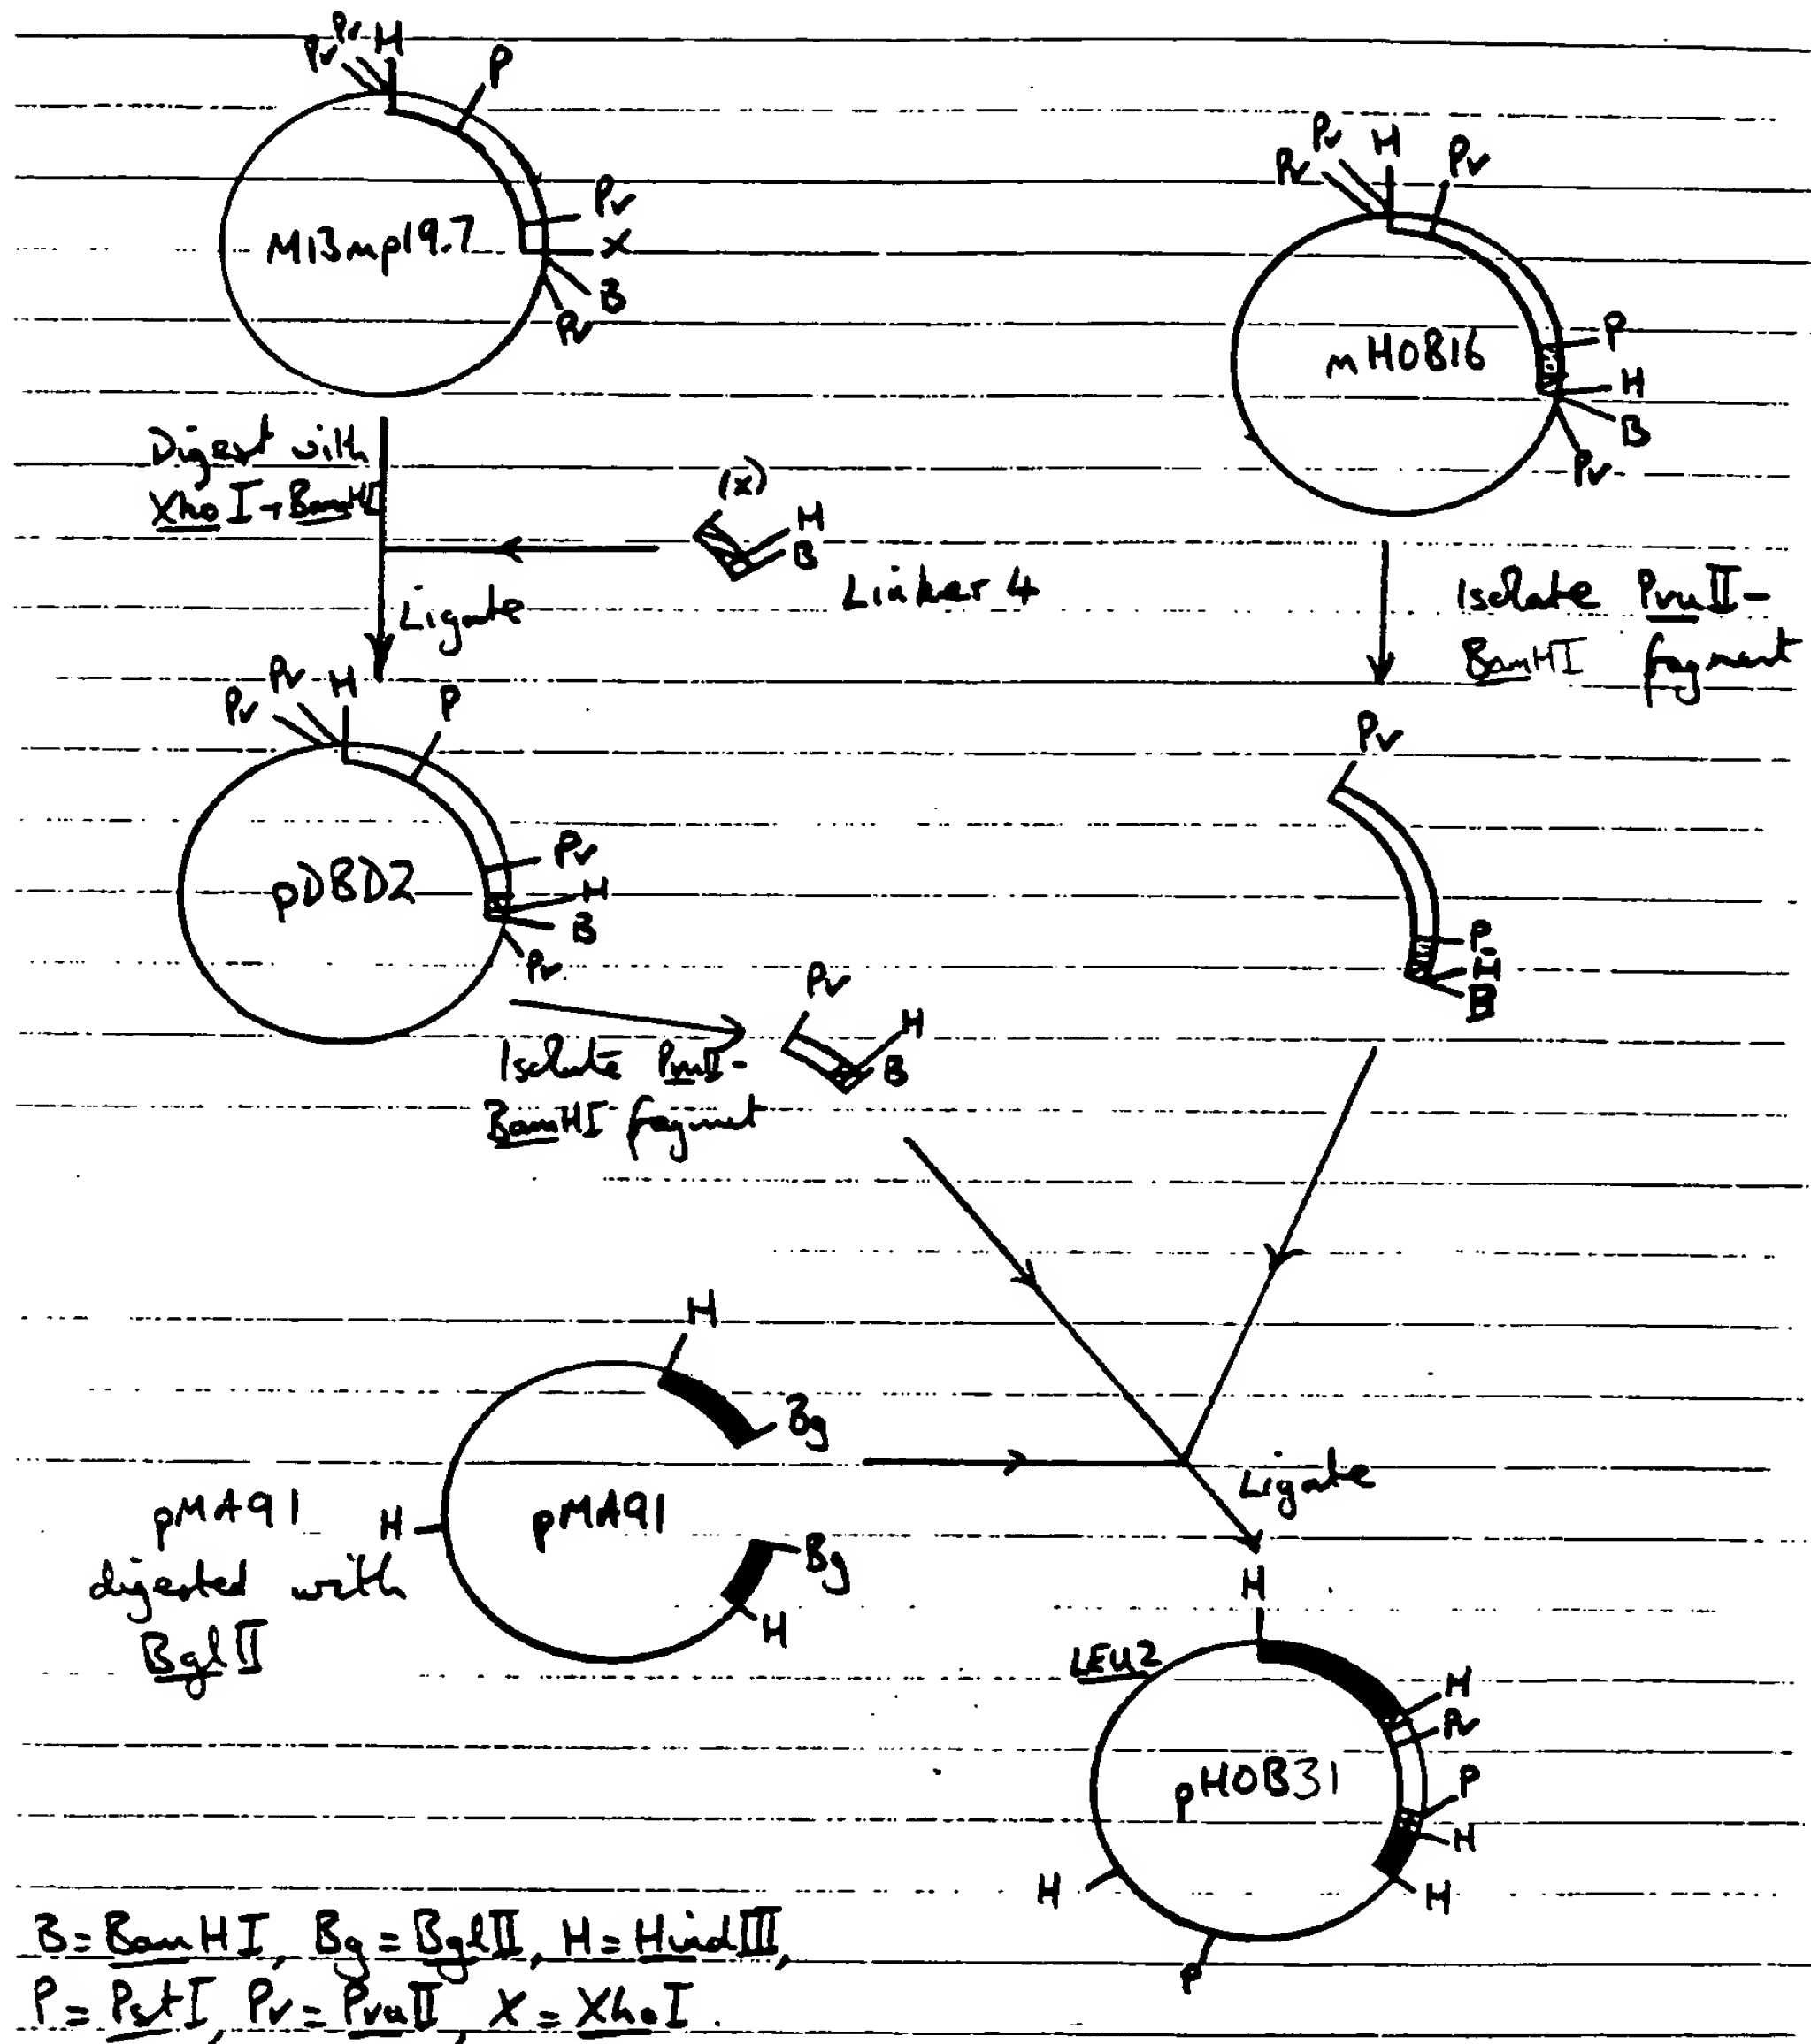 Pv Pv H
P
M13mp19.7
Pv
X
B
Pv
Pv Pv H Pv
mHOB16
P
H
B
Pv
Digest with
XhoI + BamHI
(x)
H
B
Linker 4
Ligate
Isolate PvuII-
BamHI fragment
Pv Pv H P
pDBD2
Pv
H
B
Pv
Pv
P
H
B
Isolate PvuII-
BamHI fragment
Pv
H
B
H
Bg
pMA91
digested with
BglII
H
pMA91
Bg
H
Ligate
H
LEU2
H
Pv
pHOB31
P
H
H
H
P
B = BamHI, Bg = BglII, H = HindIII,
P = PstI, Pv = PvuII, X = XhoI.